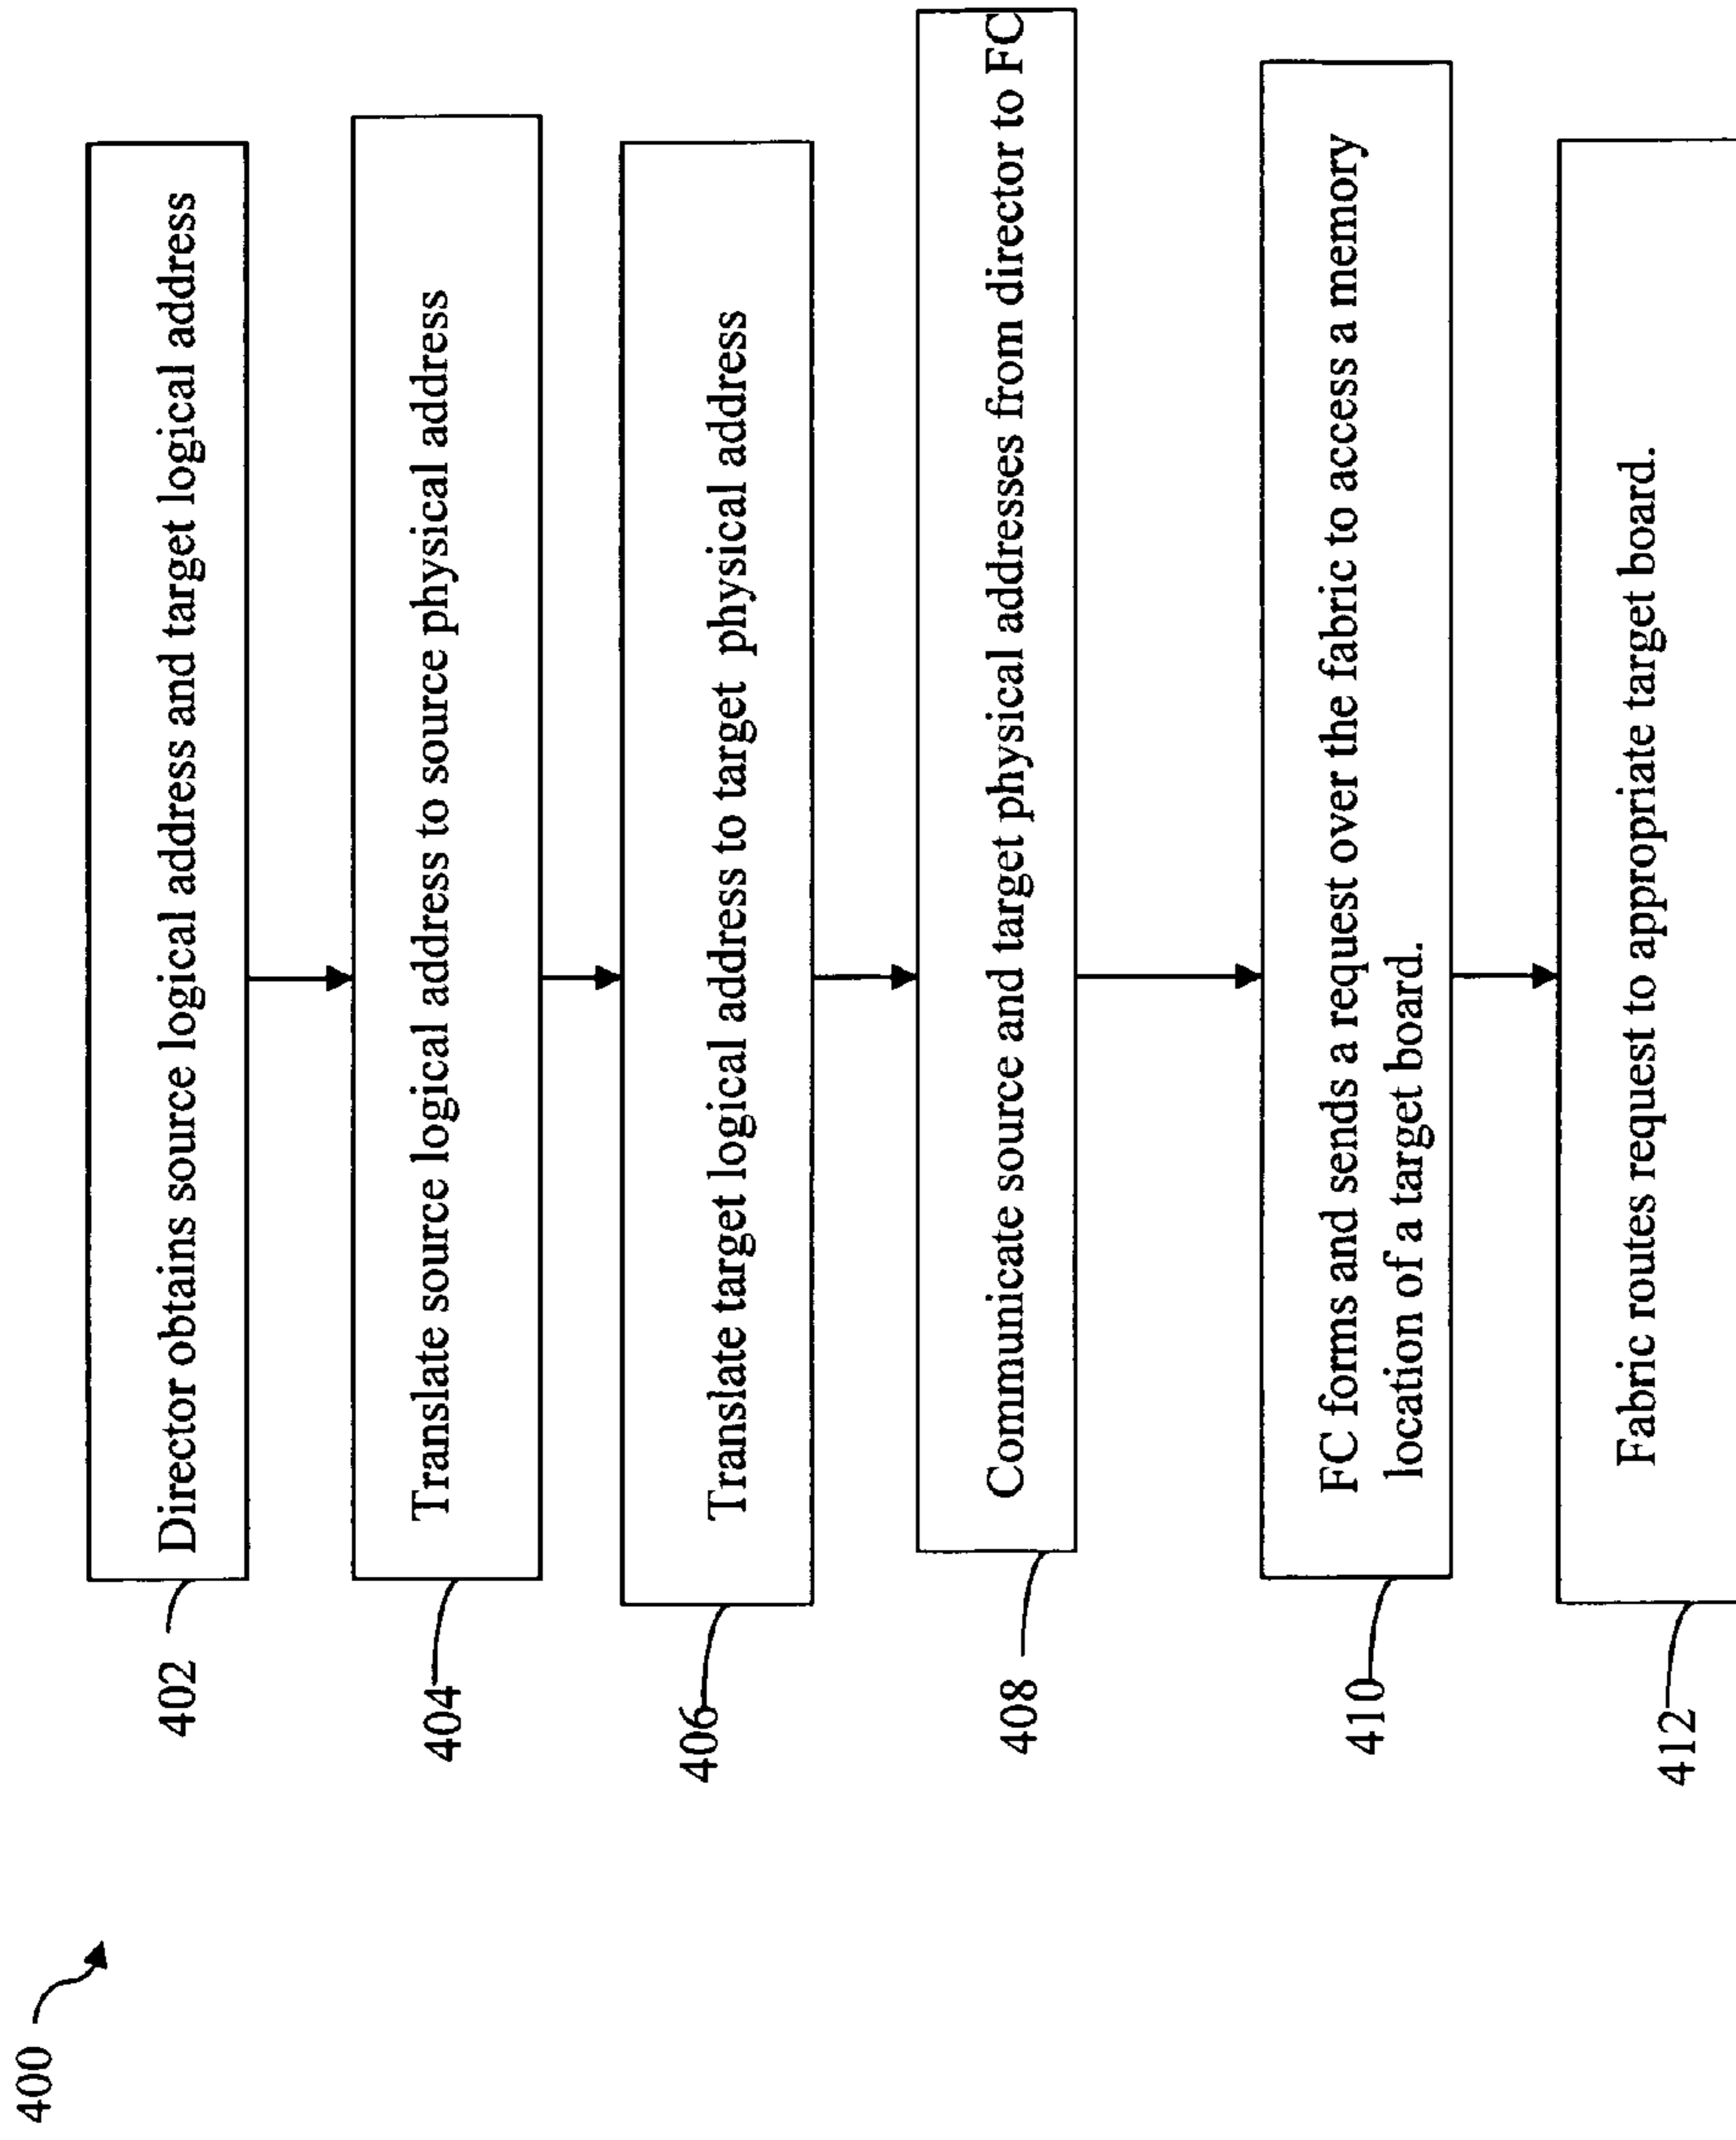 400
402
Director obtains source logical address and target logical address
404
Translate source logical address to source physical address
406
Translate target logical address to target physical address
408
Communicate source and target physical addresses from director to FC
410
FC forms and sends a request over the fabric to access a memory
location of a target board.
412
Fabric routes request to appropriate target board.